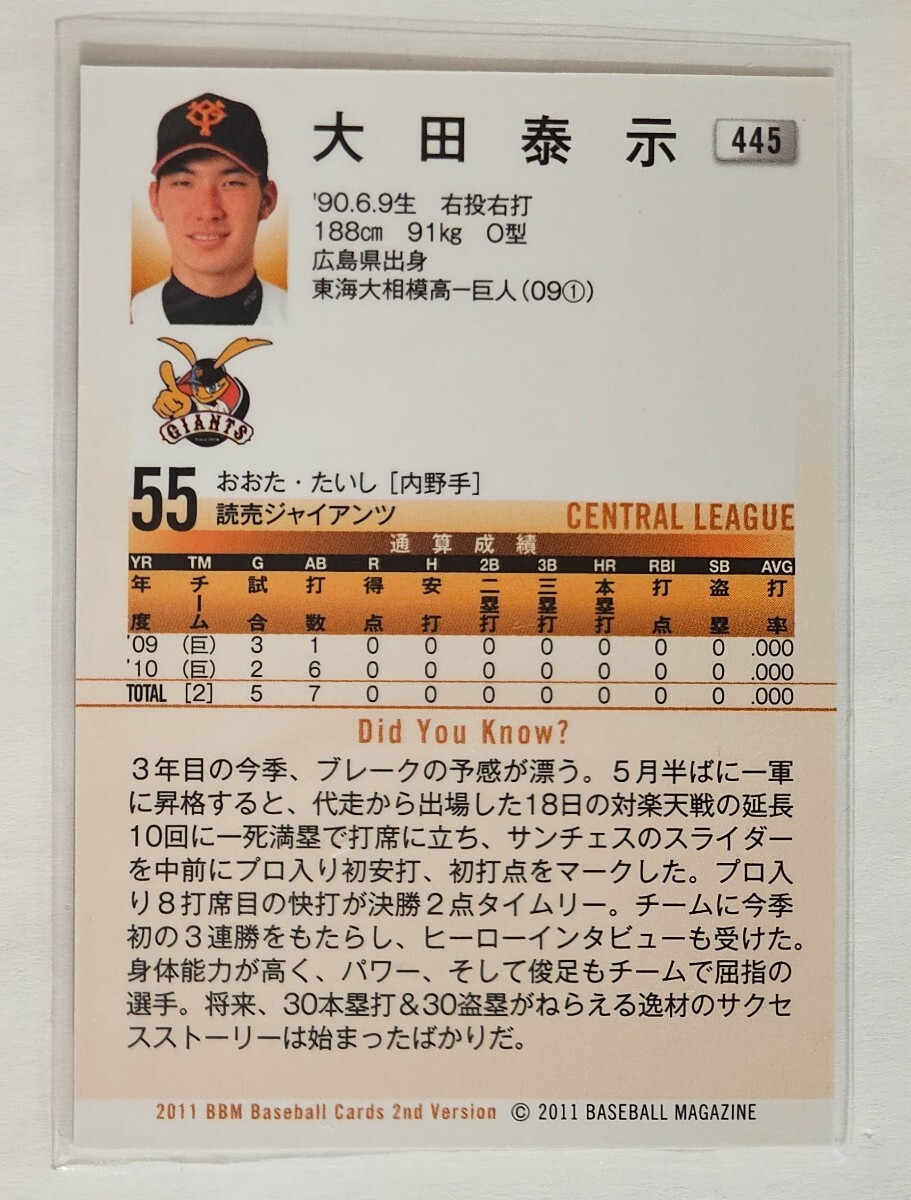 大田泰示 445
'90.6.9生 右投右打
188cm 91kg O型
広島県出身
東海大相模高ー巨人(09①)
GIANTS
55 おおた・たいし [内野手]
読売ジャイアンツ CENTRAL LEAGUE
通算成績
YR TM G AB R H 2B 3B HR RBI SB AVG
年度 チーム 試合 打数 得点 安打 二塁打 三塁打 本塁打 打点 盗塁 打率
'09 (巨) 3 1 0 0 0 0 0 0 0 .000
'10 (巨) 2 6 0 0 0 0 0 0 0 .000
TOTAL [2] 5 7 0 0 0 0 0 0 0 .000
Did You Know?
3年目の今季、ブレークの予感が漂う。5月半ばに一軍
に昇格すると、代走から出場した18日の対楽天戦の延長
10回に一死満塁で打席に立ち、サンチェスのスライダー
を中前にプロ入り初安打、初打点をマークした。プロ入
り8打席目の快打が決勝2点タイムリー。チームに今季
初の3連勝をもたらし、ヒーローインタビューも受けた。
身体能力が高く、パワー、そして俊足もチームで屈指の
選手。将来、30本塁打&30盗塁がねらえる逸材のサクセ
スストーリーは始まったばかりだ。
2011 BBM Baseball Cards 2nd Version © 2011 BASEBALL MAGAZINE